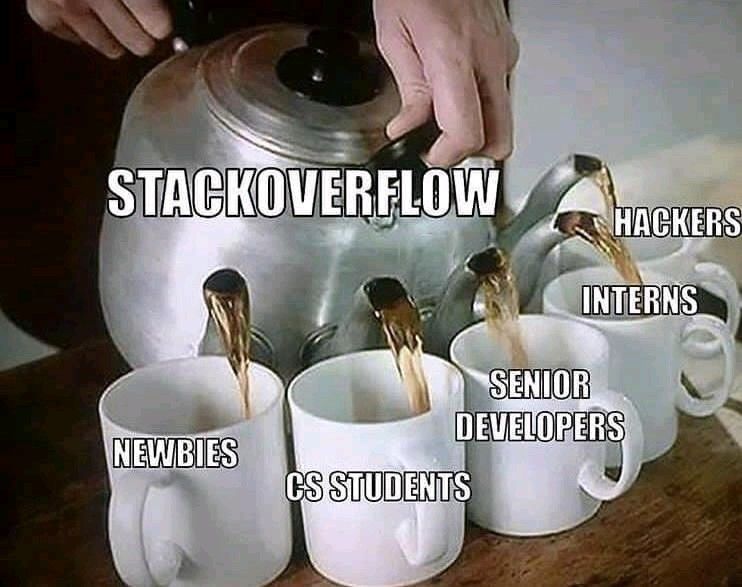 STACKOVERFLOW
HACKERS
INTERNS
SENIOR
DEVELOPERS
NEWBIES
CS STUDENTS